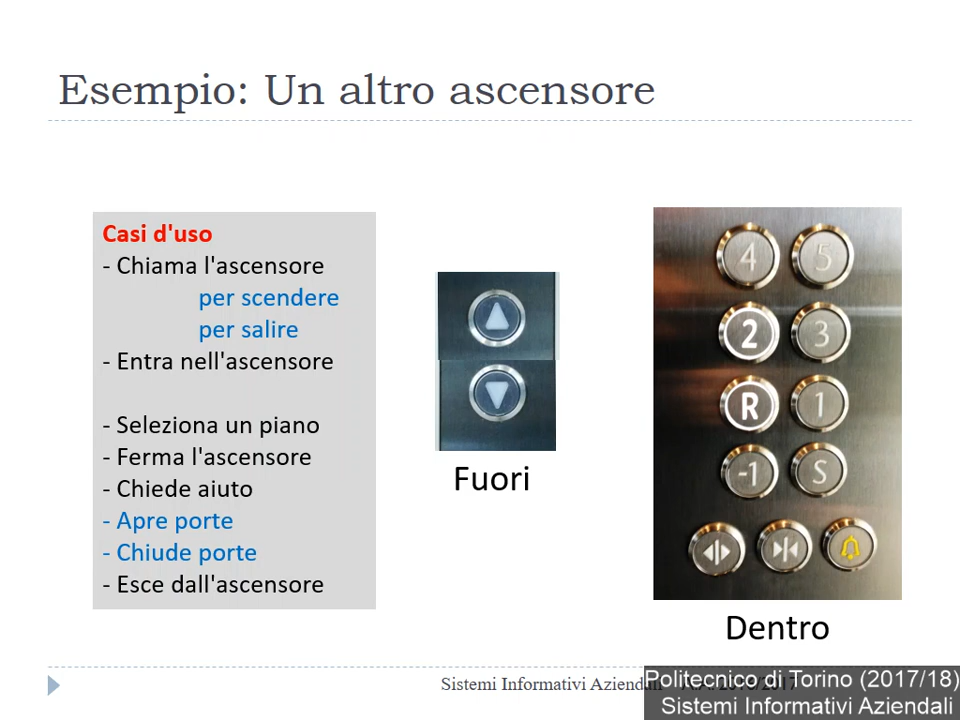 Esempio: Un altro ascensore
Casi d'uso
- Chiama l'ascensore
per scendere
per salire
- Entra nell'ascensore
- Seleziona un piano
- Ferma l'ascensore
- Chiede aiuto
- Apre porte
- Chiude porte
- Esce dall'ascensore
Fuori
4 5
2 3
R 1
-1 S
Dentro
Sistemi Informativi Aziendali
Politecnico di Torino (2017/18)
Sistemi Informativi Aziendali